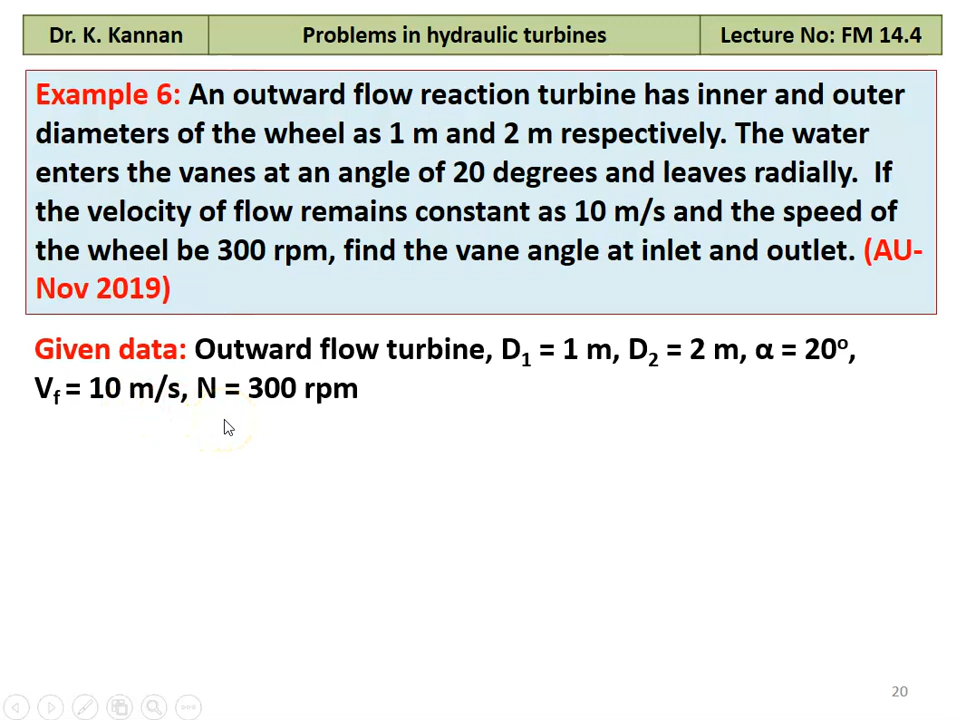 Dr. K. Kannan
Problems in hydraulic turbines
Lecture No: FM 14.4
Example 6: An outward flow reaction turbine has inner and outer
diameters of the wheel as 1 m and 2 m respectively. The water
enters the vanes at an angle of 20 degrees and leaves radially. If
the velocity of flow remains constant as 10 m/s and the speed of
the wheel be 300 rpm, find the vane angle at inlet and outlet. (AU-
Nov 2019)
Given data: Outward flow turbine, D₁ = 1 m, D₂ = 2 m, α = 20°,
Vf = 10 m/s, N = 300 rpm
20